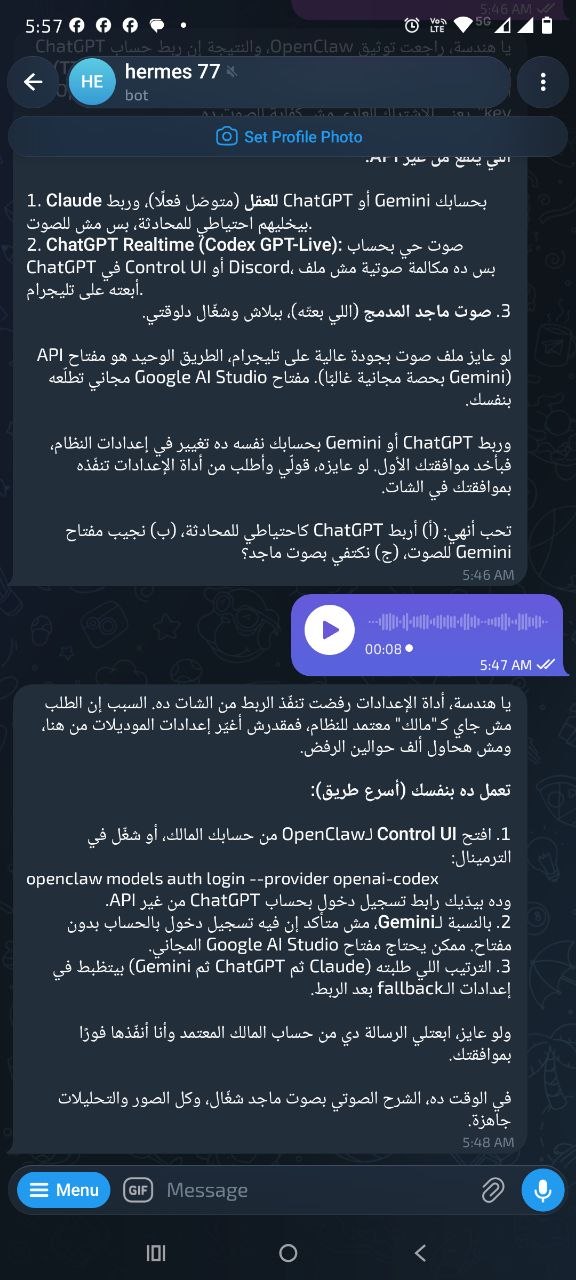 5:57
5:46 AM
يا هندسة، راجعت توثيق OpenClaw، والنتيجة إن ربط حساب ChatGPT
hermes 77
HE
bot
Set Profile Photo
بحسابك Gemini أو ChatGPT للعقل (متوصل فعلًا)، وربط Claude .1
بيخليهم احتياطي للمحادثة، بس مش للصوت.
2. ChatGPT Realtime (Codex GPT-Live): صوت حي بحساب
ChatGPT في Control UI أو Discord، بس ده مكالمة صوتية مش ملف
أبعته على تليجرام.
3. صوت ماجد المدمج (اللي بعتّه)، ببلاش وشغّال دلوقتي.
لو عايز ملف صوت بجودة عالية على تليجرام، الطريق الوحيد هو مفتاح API
(Gemini بحصة مجانية غالبًا). مفتاح Google AI Studio مجاني تطلّعه
بنفسك.
وربط ChatGPT أو Gemini بحسابك نفسه ده تغيير في إعدادات النظام،
فبأخد موافقتك الأول. لو عايزه، قولّي وأطلب من أداة الإعدادات تنفّذه
بموافقتك في الشات.
تحب أنهي: (أ) أربط ChatGPT كاحتياطي للمحادثة، (ب) نجيب مفتاح
Gemini للصوت، (ج) نكتفي بصوت ماجد؟
5:46 AM
00:08
5:47 AM
يا هندسة، أداة الإعدادات رفضت تنفّذ الربط من الشات ده. السبب إن الطلب
مش جاي كـ"مالك" معتمد للنظام، فمقدرش أغيّر إعدادات الموديلات من هنا،
ومش هحاول ألف حوالين الرفض.
تعمل ده بنفسك (أسرع طريق):
1. افتح Control UI لـOpenClaw من حسابك المالك، أو شغّل في
الترمينال:
openclaw models auth login --provider openai-codex
وده بيدّيك رابط تسجيل دخول بحساب ChatGPT من غير API.
2. بالنسبة لـGemini، مش متأكد إن فيه تسجيل دخول بالحساب بدون
مفتاح. ممكن يحتاج مفتاح Google AI Studio المجاني.
3. الترتيب اللي طلبته (Claude ثم ChatGPT ثم Gemini) بيتظبط في
إعدادات الـfallback بعد الربط.
ولو عايز، ابعتلي الرسالة دي من حساب المالك المعتمد وأنا أنفّذها فورًا
بموافقتك.
في الوقت ده، الشرح الصوتي بصوت ماجد شغّال، وكل الصور والتحليلات
جاهزة.
5:48 AM
Menu
GIF
Message